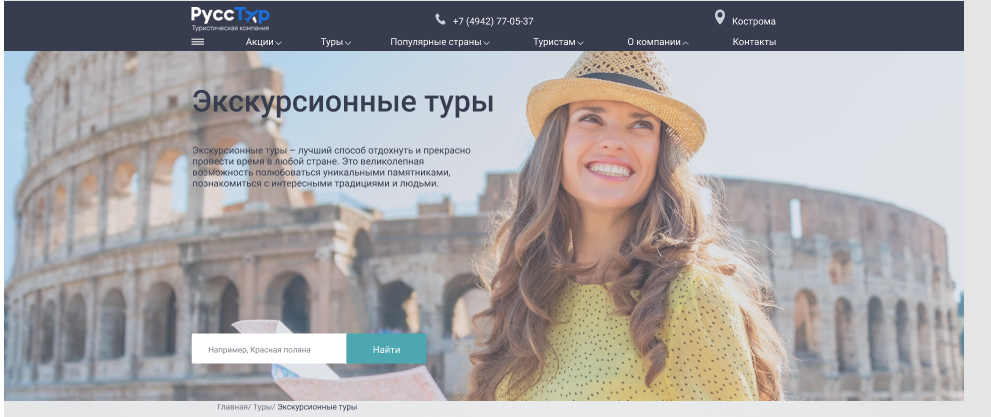 РуссТур
Туристическая компания
+7 (4942) 77-05-37
Кострома
Акции
Туры
Популярные страны
Туристам
О компании
Контакты
Экскурсионные туры
Экскурсионные туры – лучший способ отдохнуть и прекрасно
провести время в любой стране. Это великолепная
возможность полюбоваться уникальными памятниками,
познакомиться с интересными традициями и людьми.
Например, Красная поляна
Найти
Главная/ Туры/ Экскурсионные туры